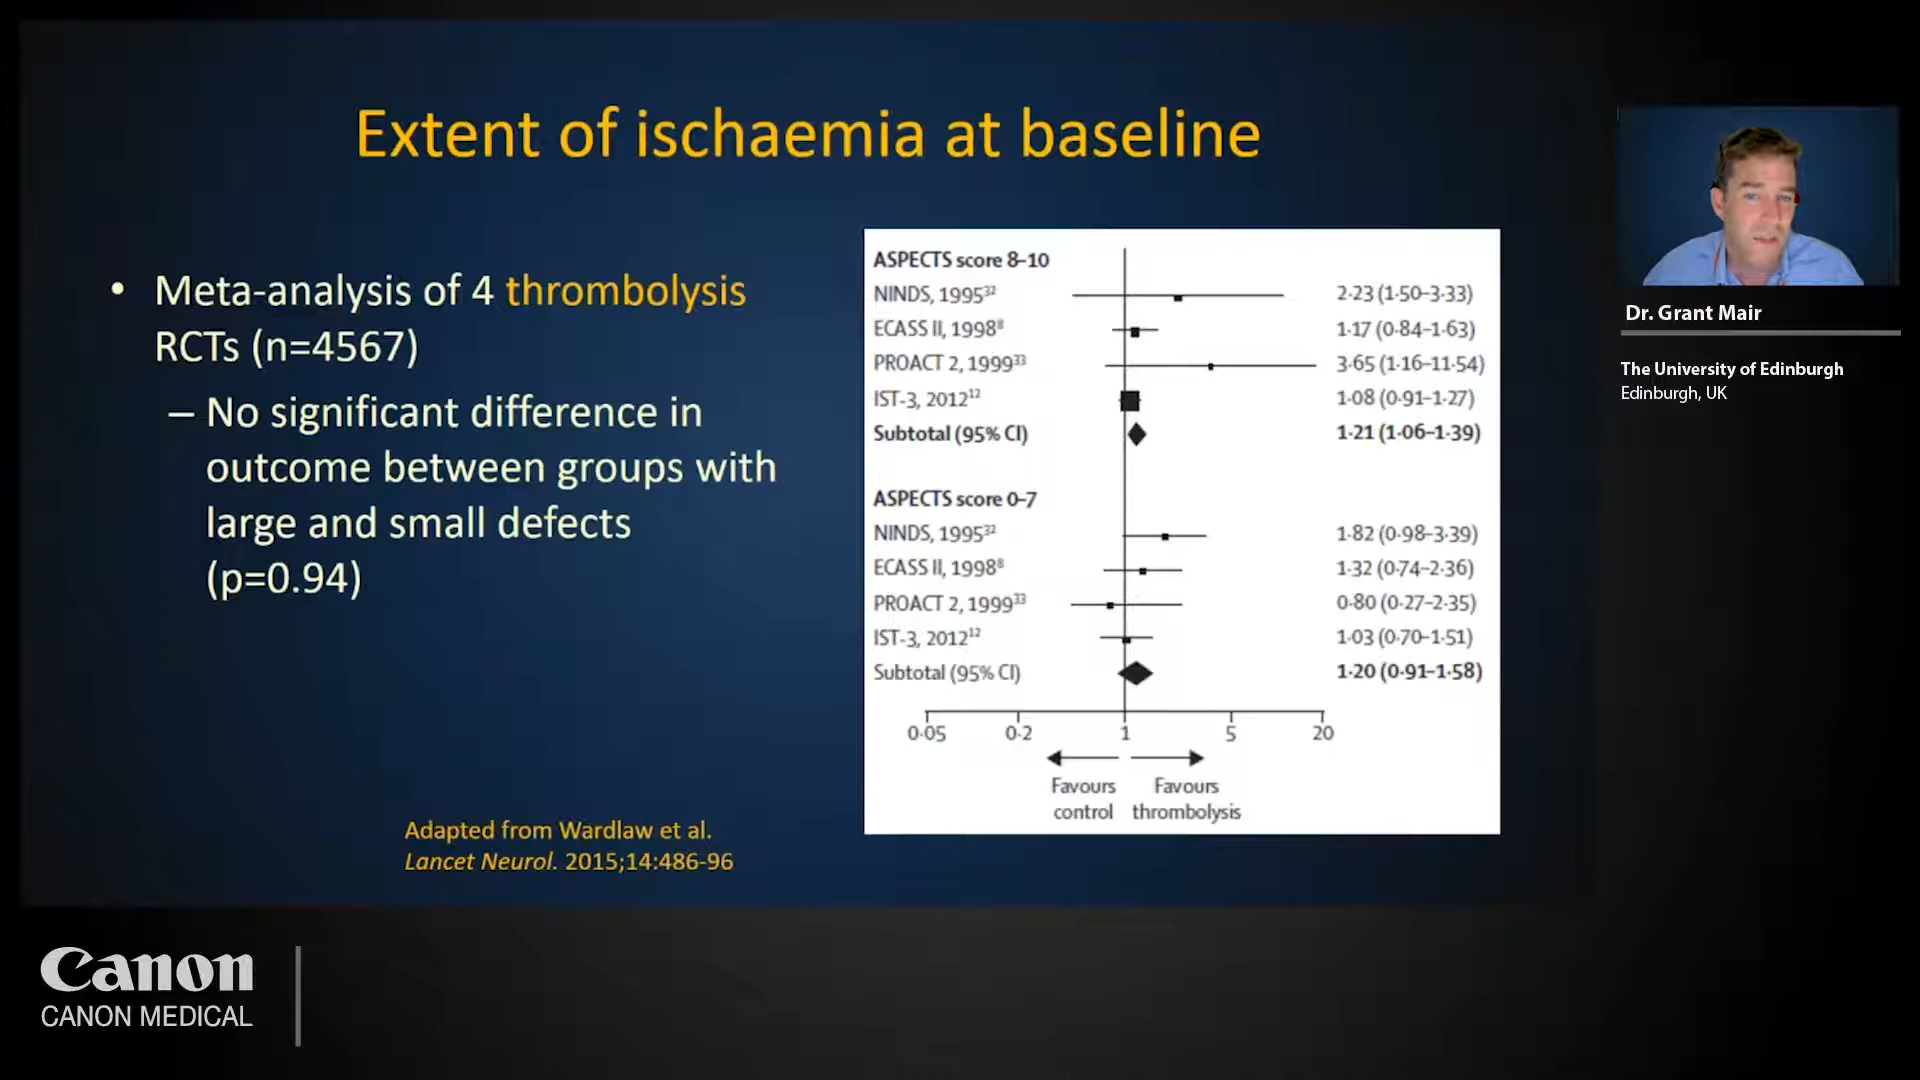 Extent of ischaemia at baseline
• Meta-analysis of 4 thrombolysis
RCTs (n=4567)
– No significant difference in
outcome between groups with
large and small defects
(p=0.94)
Adapted from Wardlaw et al.
Lancet Neurol. 2015;14:486-96
ASPECTS score 8–10
NINDS, 1995³² 2·23 (1·50–3·33)
ECASS II, 1998⁸ 1·17 (0·84–1·63)
PROACT 2, 1999³³ 3·65 (1·16–11·54)
IST-3, 2012¹² 1·08 (0·91–1·27)
Subtotal (95% CI) 1·21 (1·06–1·39)
ASPECTS score 0–7
NINDS, 1995³² 1·82 (0·98–3·39)
ECASS II, 1998⁸ 1·32 (0·74–2·36)
PROACT 2, 1999³³ 0·80 (0·27–2·35)
IST-3, 2012¹² 1·03 (0·70–1·51)
Subtotal (95% CI) 1·20 (0·91–1·58)
0·05 0·2 1 5 20
Favours control
Favours thrombolysis
Dr. Grant Mair
The University of Edinburgh
Edinburgh, UK
Canon
CANON MEDICAL